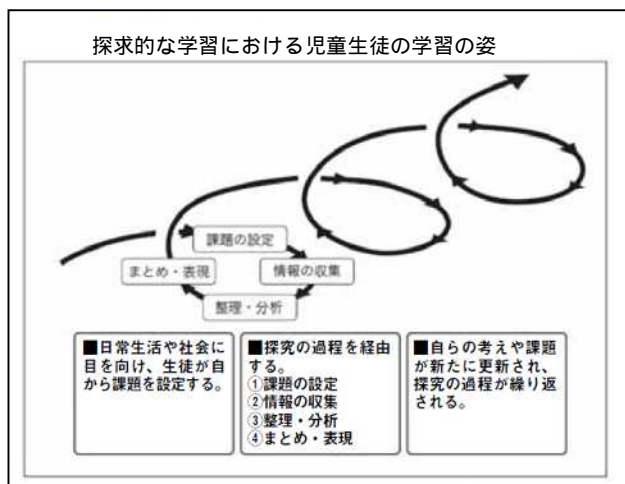 探求的な学習における児童生徒の学習の姿
課題の設定
まとめ・表現
情報の収集
整理・分析
■日常生活や社会に
目を向け、生徒が自
から課題を設定する。
■探究の過程を経由
する。
①課題の設定
②情報の収集
③整理・分析
④まとめ・表現
■自らの考えや課題
が新たに更新され、
探究の過程が繰り返
される。